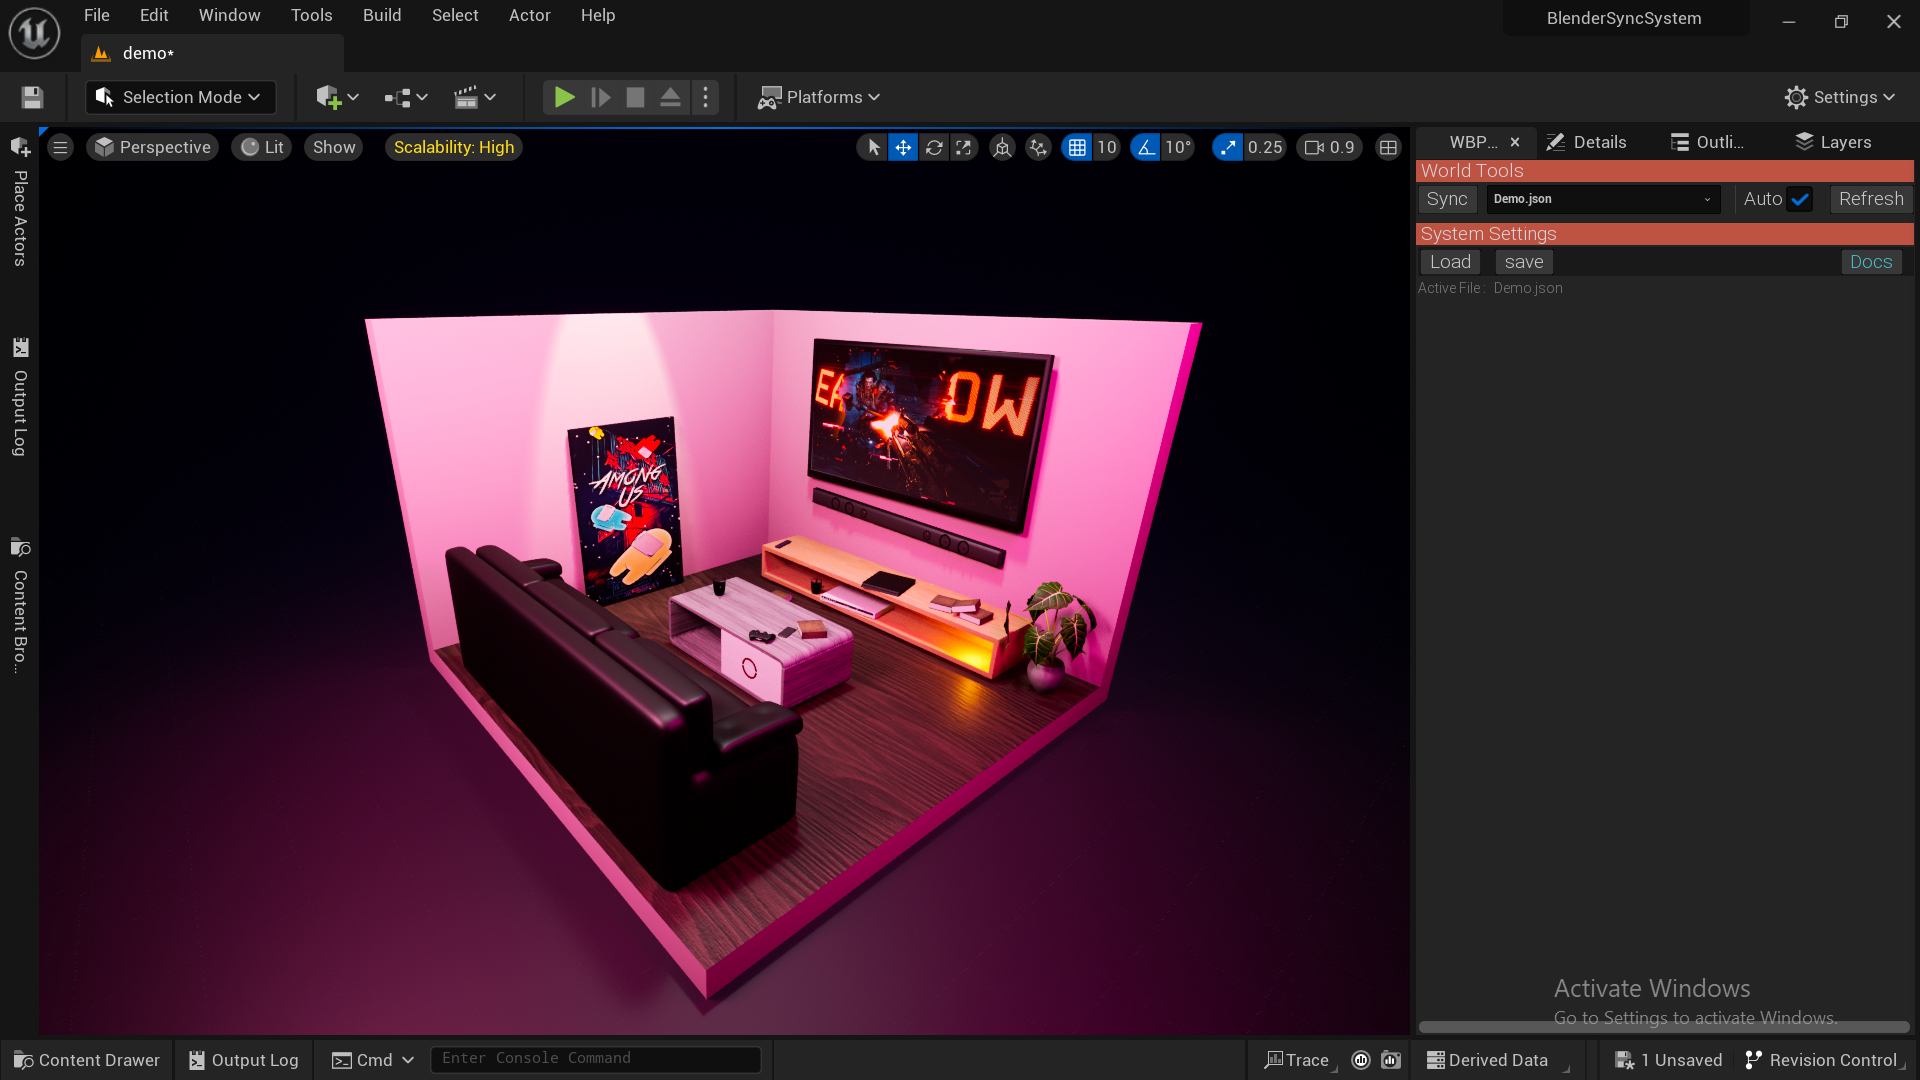 File Edit Window Tools Build Select Actor Help
BlenderSyncSystem
demo*
Selection Mode
Platforms
Settings
Place Actors
Output Log
Content Bro...
Perspective
Lit
Show
Scalability: High
10
10°
0.25
0.9
WBP...
Details
Outli...
Layers
World Tools
Sync
Demo.json
Auto
Refresh
System Settings
Load
save
Docs
Active File : Demo.json
EA OW
AMONG
US
Activate Windows
Go to Settings to activate Windows.
Content Drawer
Output Log
Cmd
Enter Console Command
Trace
Derived Data
1 Unsaved
Revision Control